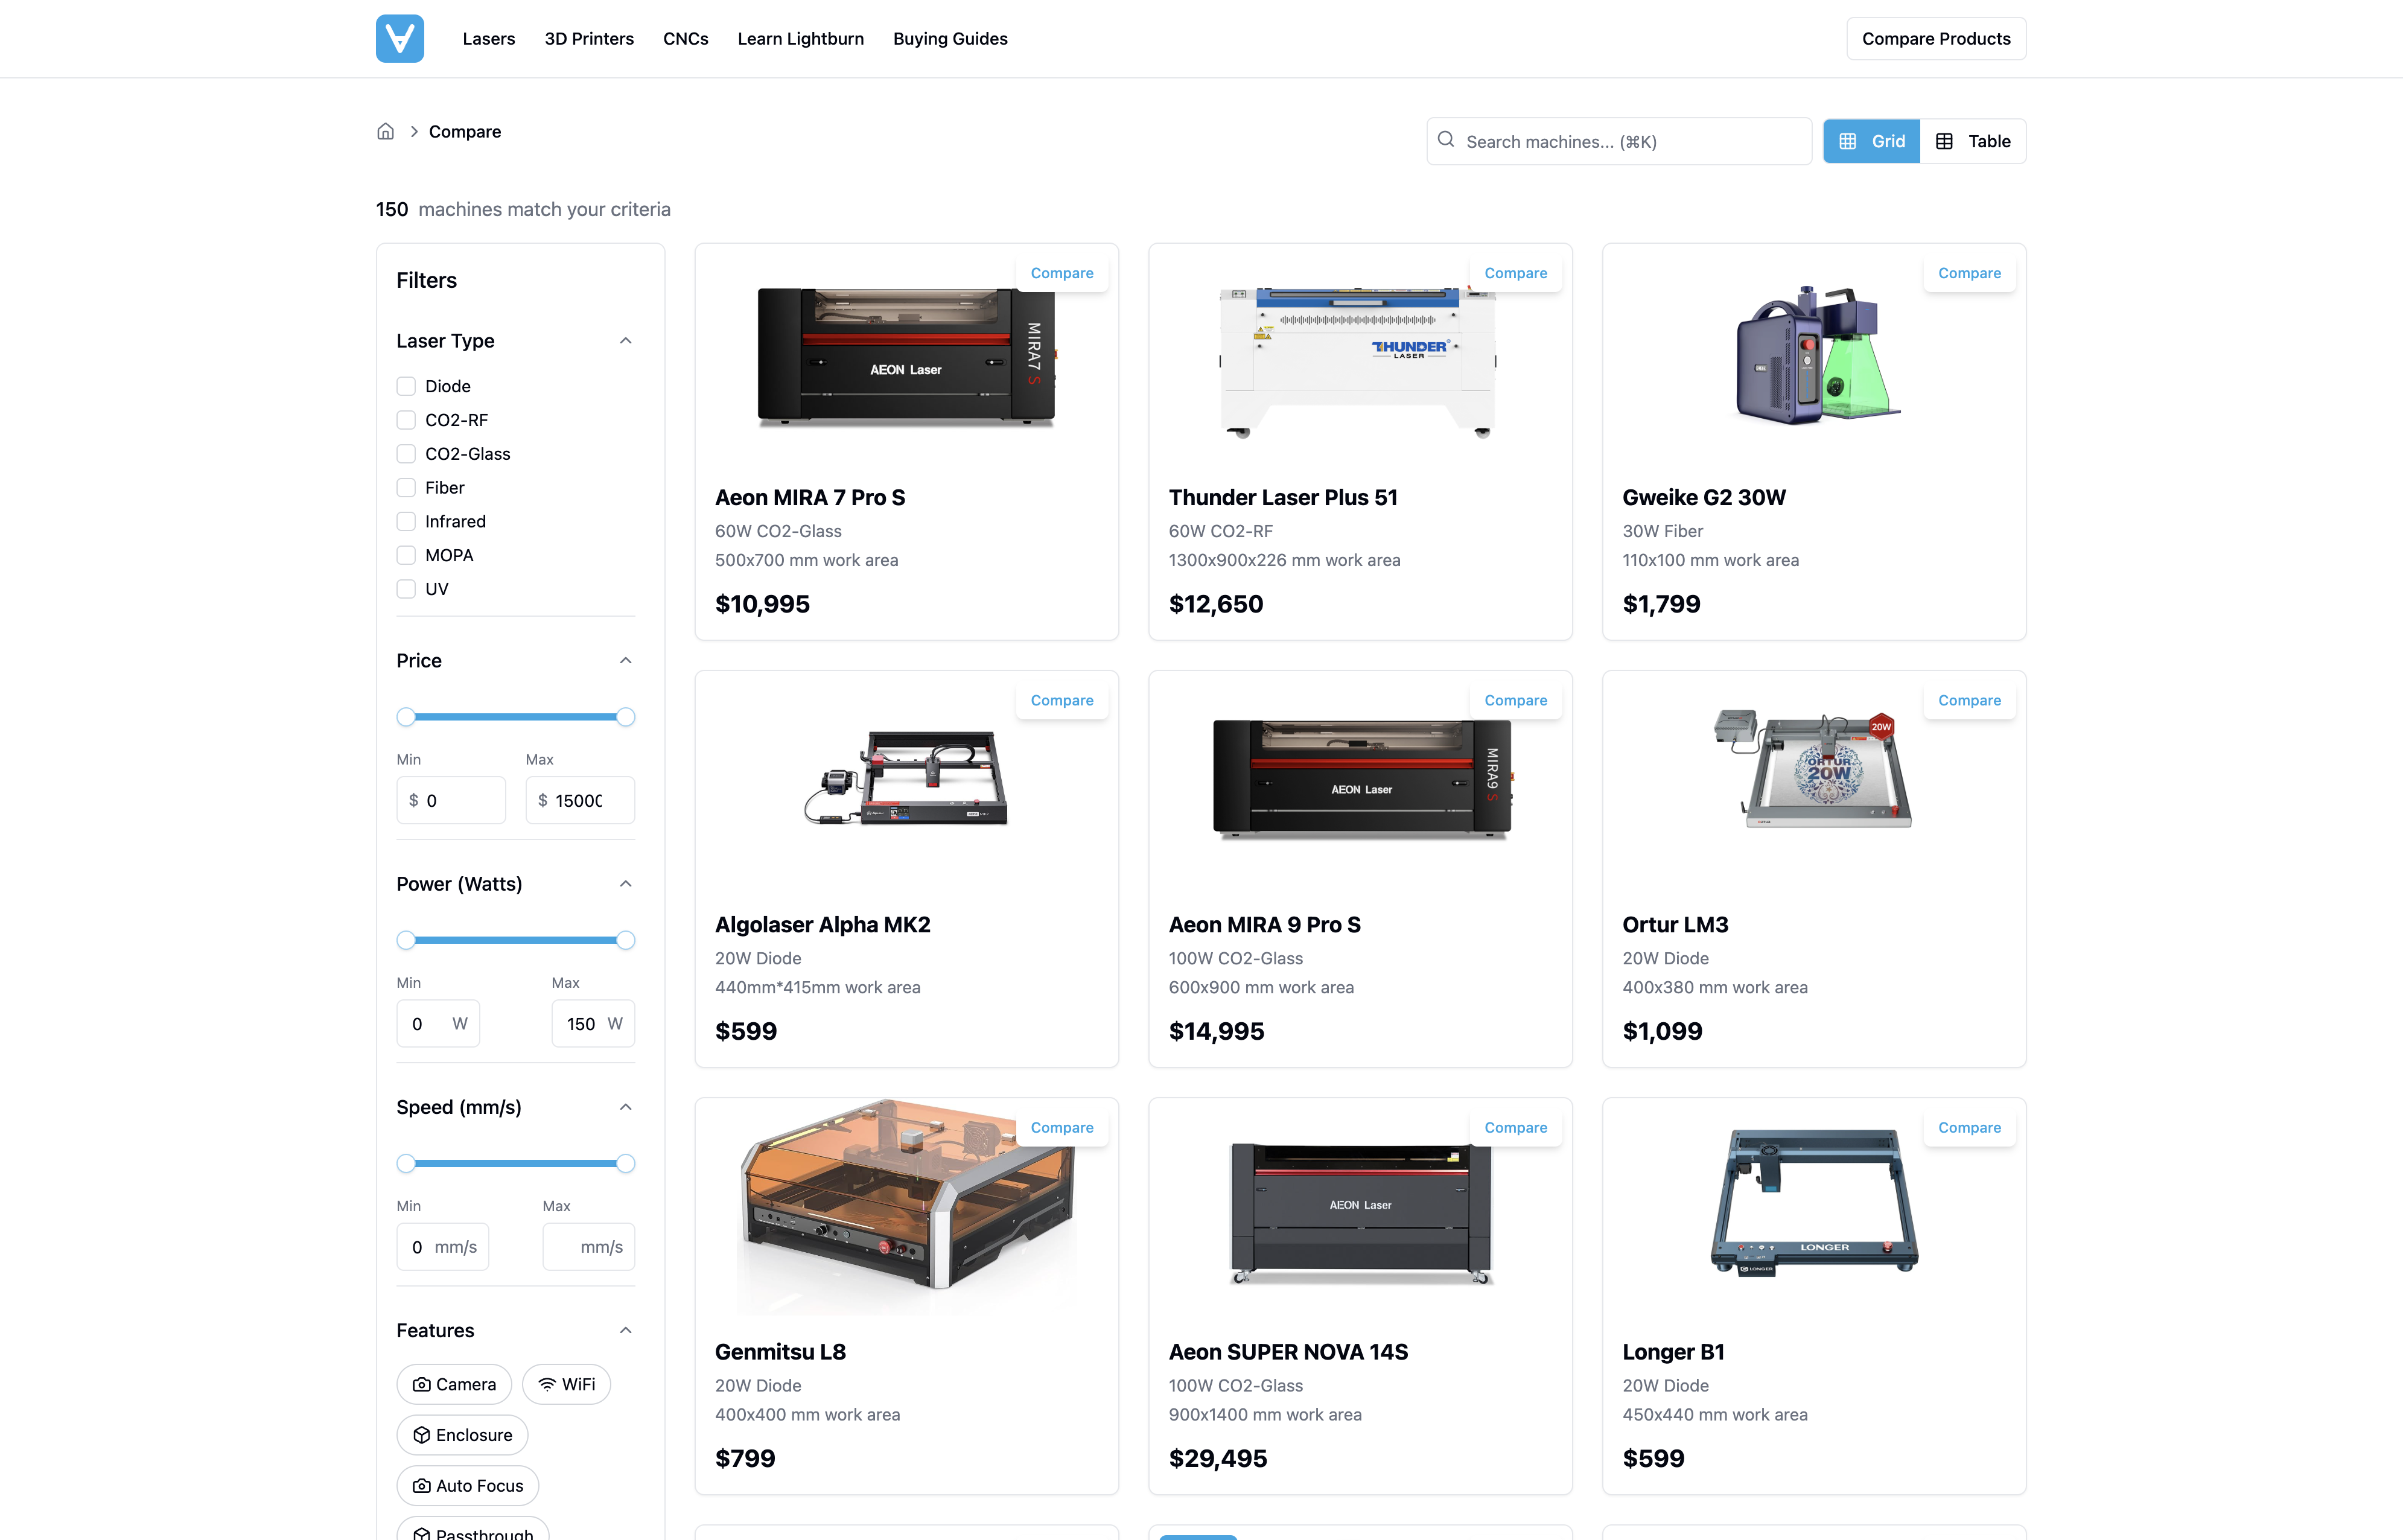 Lasers
3D Printers
CNCs
Learn Lightburn
Buying Guides
Compare Products
Compare
Search machines... (⌘K)
Grid
Table
150 machines match your criteria
Filters
Laser Type
Diode
CO2-RF
CO2-Glass
Fiber
Infrared
MOPA
UV
Price
Min
Max
$ 0
$ 1500
Power (Watts)
Min
Max
0 W
150 W
Speed (mm/s)
Min
Max
0 mm/s
mm/s
Features
Camera
WiFi
Enclosure
Auto Focus
Passthrough
Compare
MIRA7 S
AEON Laser
Aeon MIRA 7 Pro S
60W CO2-Glass
500x700 mm work area
$10,995
Compare
THUNDER
LASER
Thunder Laser Plus 51
60W CO2-RF
1300x900x226 mm work area
$12,650
Compare
Gweike G2 30W
30W Fiber
110x100 mm work area
$1,799
Compare
Algolaser Alpha MK2
20W Diode
440mm*415mm work area
$599
Compare
MIRA9 S
AEON Laser
Aeon MIRA 9 Pro S
100W CO2-Glass
600x900 mm work area
$14,995
Compare
20W
ORTUR
20W
ORTUR
Ortur LM3
20W Diode
400x380 mm work area
$1,099
Compare
Genmitsu L8
20W Diode
400x400 mm work area
$799
Compare
AEON Laser
Aeon SUPER NOVA 14S
100W CO2-Glass
900x1400 mm work area
$29,495
Compare
LONGER
LONGER
Longer B1
20W Diode
450x440 mm work area
$599